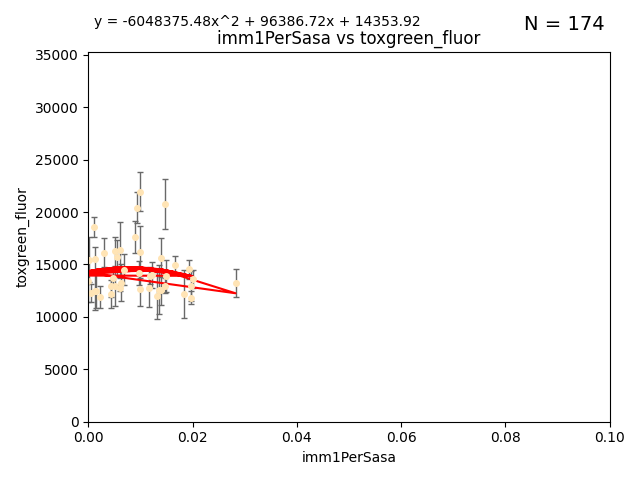 y = -6048375.48x^2 + 96386.72x + 14353.92
N = 174
imm1PerSasa vs toxgreen_fluor
35000
30000
25000
20000
15000
10000
5000
0
toxgreen_fluor
0.00 0.02 0.04 0.06 0.08 0.10
imm1PerSasa